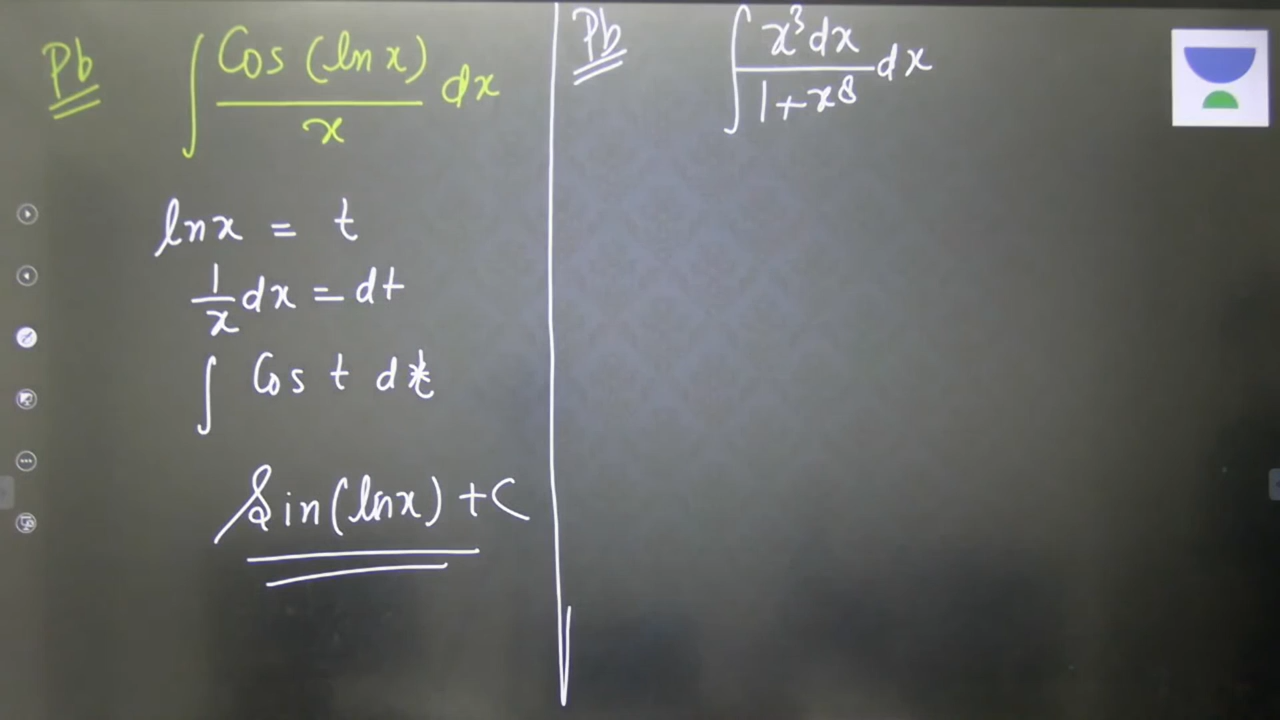 Pb ∫ Cos (ln x) / x dx
ln x = t
1/x dx = dt
∫ Cos t dt
Sin(ln x) + C
Pb ∫ x³dx / 1+x⁸ dx